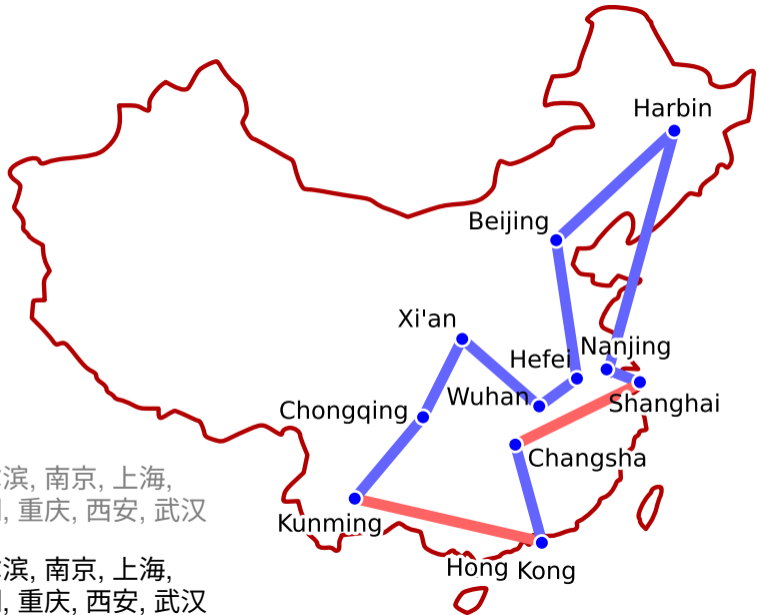 Harbin
Beijing
Xi'an
Hefei
Nanjing
Wuhan
Shanghai
Chongqing
Changsha
滨, 南京, 上海,
, 重庆, 西安, 武汉
Kunming
Hong Kong
滨, 南京, 上海,
, 重庆, 西安, 武汉